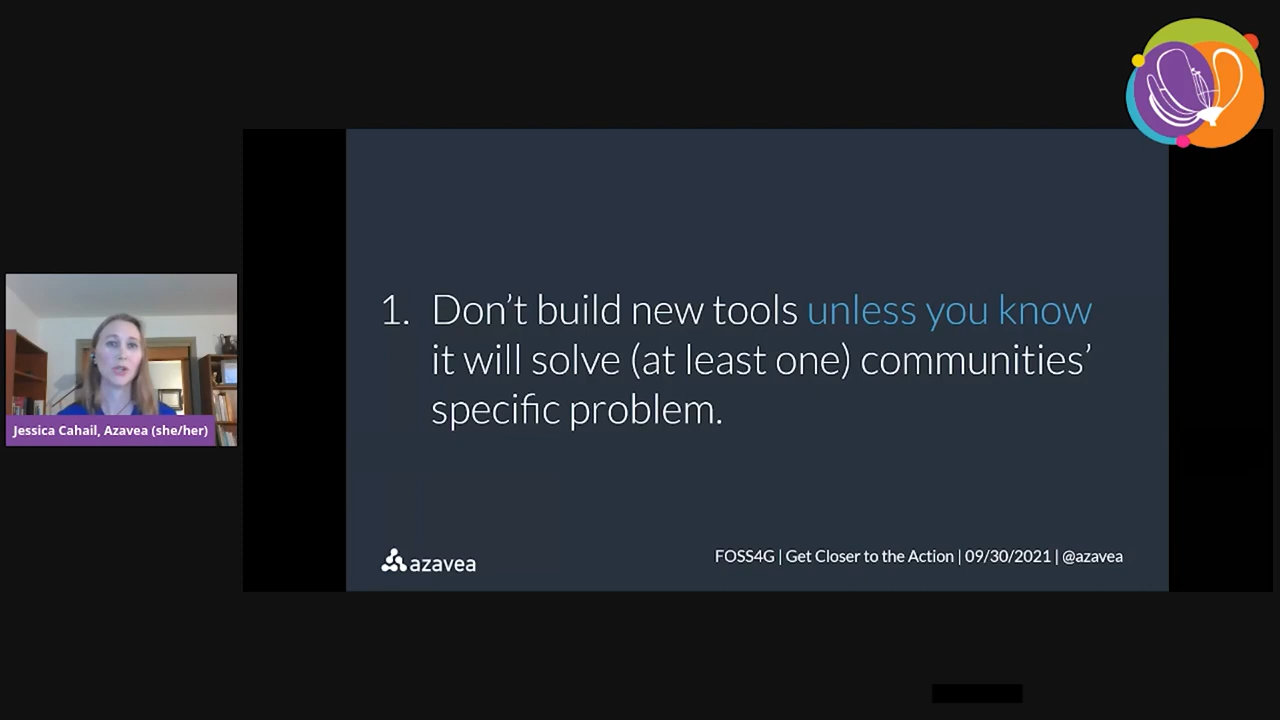 1. Don’t build new tools unless you know
it will solve (at least one) communities’
specific problem.
Jessica Cahail, Azavea (she/her)
azavea
FOSS4G | Get Closer to the Action | 09/30/2021 | @azavea